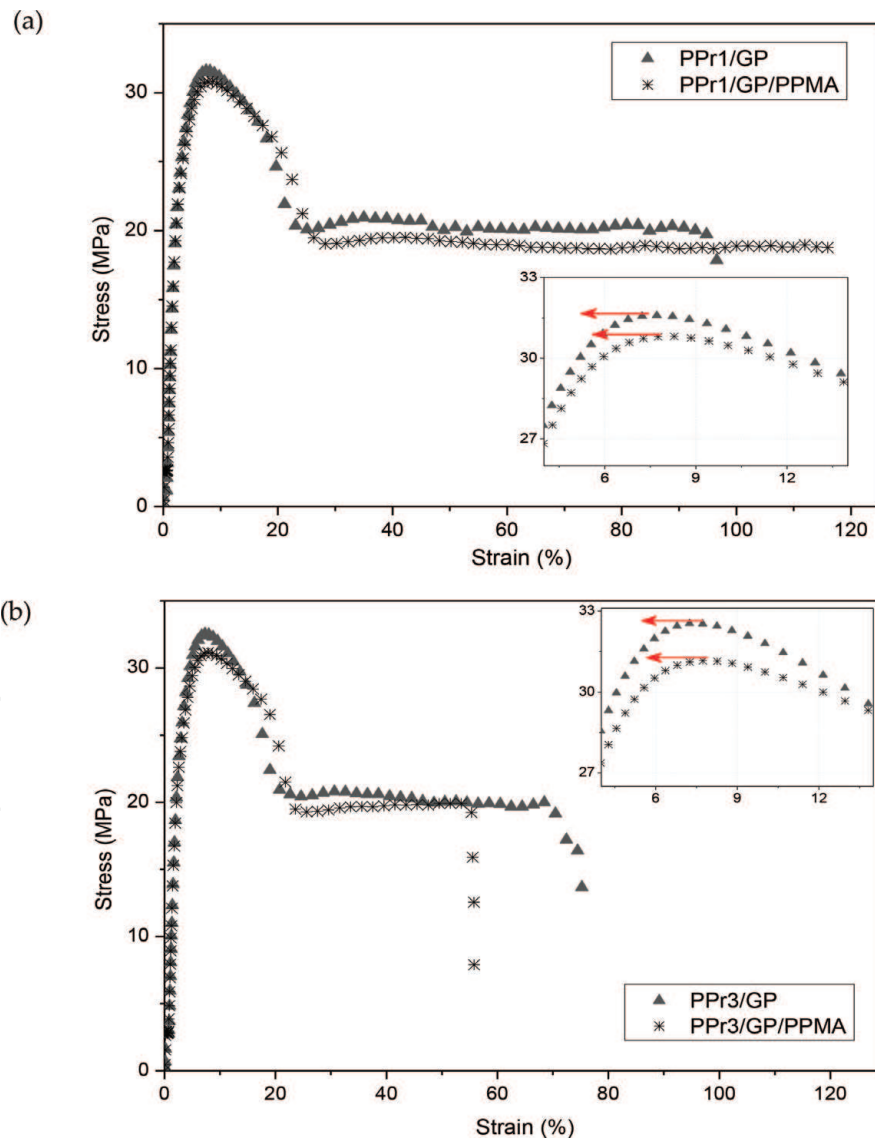 (a)
PPr1/GP
PPr1/GP/PPMA
Stress (MPa)
30
20
10
0
33
30
27
6 9 12
0 20 40 60 80 100 120
Strain (%)
(b)
33
30
27
6 9 12
Stress (MPa)
30
20
10
0
PPr3/GP
PPr3/GP/PPMA
0 20 40 60 80 100 120
Strain (%)